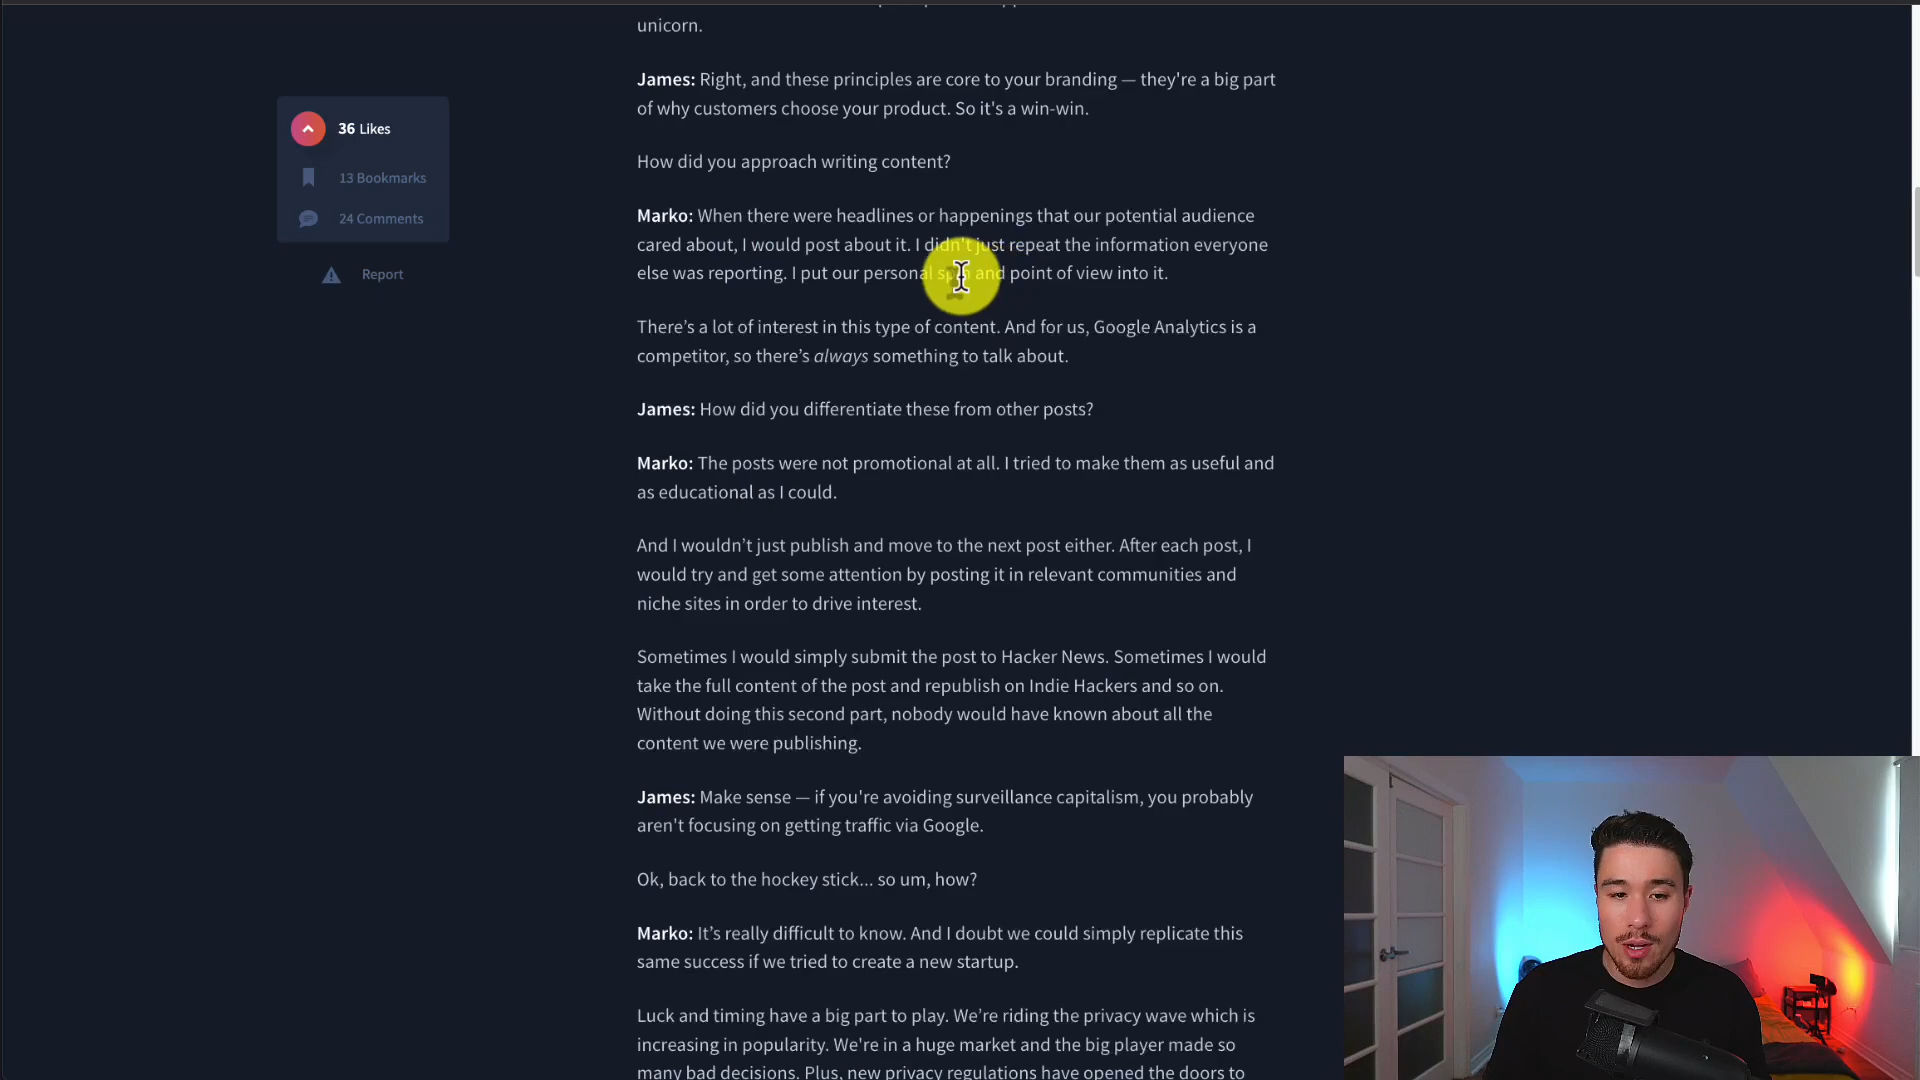 unicorn.
James: Right, and these principles are core to your branding — they're a big part
of why customers choose your product. So it's a win-win.
36 Likes
13 Bookmarks
24 Comments
Report
How did you approach writing content?
Marko: When there were headlines or happenings that our potential audience
cared about, I would post about it. I didn't just repeat the information everyone
else was reporting. I put our personal spin and point of view into it.
There’s a lot of interest in this type of content. And for us, Google Analytics is a
competitor, so there’s always something to talk about.
James: How did you differentiate these from other posts?
Marko: The posts were not promotional at all. I tried to make them as useful and
as educational as I could.
And I wouldn’t just publish and move to the next post either. After each post, I
would try and get some attention by posting it in relevant communities and
niche sites in order to drive interest.
Sometimes I would simply submit the post to Hacker News. Sometimes I would
take the full content of the post and republish on Indie Hackers and so on.
Without doing this second part, nobody would have known about all the
content we were publishing.
James: Make sense — if you're avoiding surveillance capitalism, you probably
aren't focusing on getting traffic via Google.
Ok, back to the hockey stick... so um, how?
Marko: It’s really difficult to know. And I doubt we could simply replicate this
same success if we tried to create a new startup.
Luck and timing have a big part to play. We’re riding the privacy wave which is
increasing in popularity. We're in a huge market and the big player made so
many bad decisions. Plus, new privacy regulations have opened the doors to